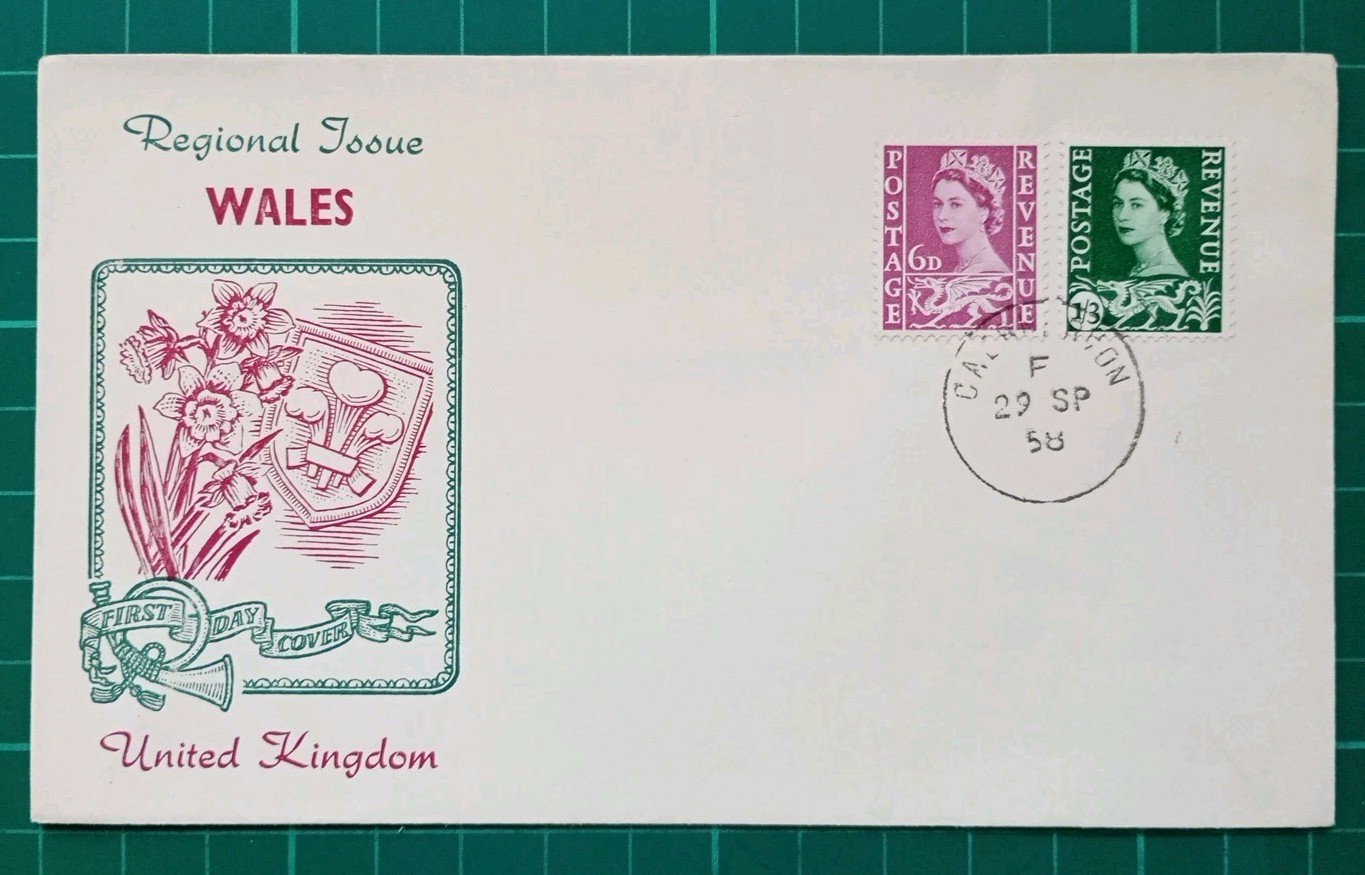 Regional Issue
WALES
FIRST DAY COVER
United Kingdom
POSTAGE
6D
REVENUE
POSTAGE
1/3
REVENUE
F
29 SP
58